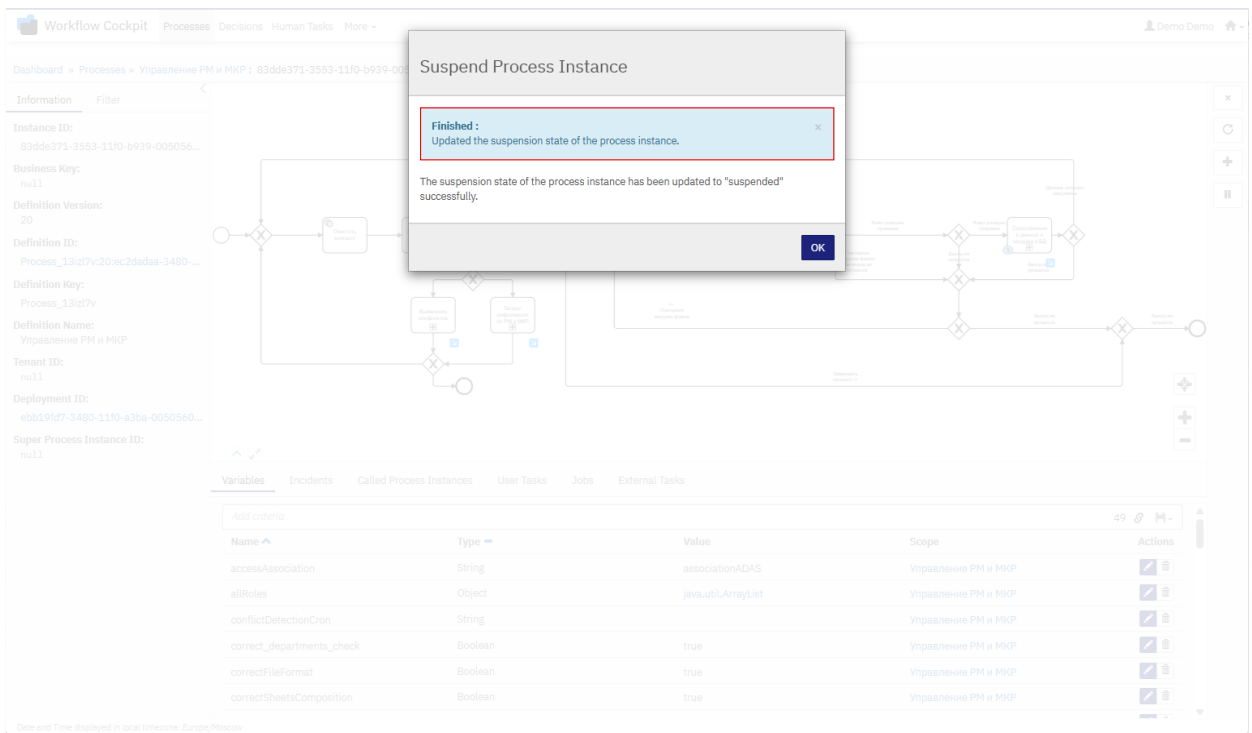 Workflow Cockpit Processes Decisions Human Tasks More
Demo Demo
Dashboard » Processes » Управление РМ и МКР : 83dde371-3553-11f0-b939-005
Suspend Process Instance
Finished :
Updated the suspension state of the process instance.
×
The suspension state of the process instance has been updated to "suspended"
successfully.
OK
Information Filter
Instance ID:
83dde371-3553-11f0-b939-005056...
Business Key:
null
Definition Version:
20
Definition ID:
Process_13izl7v:20:ec2dadaa-3480-...
Definition Key:
Process_13izl7v
Definition Name:
Управление РМ и МКР
Tenant ID:
null
Deployment ID:
ebb19fd7-3480-11f0-a3ba-0050560...
Super Process Instance ID:
null
Variables Incidents Called Process Instances User Tasks Jobs External Tasks
Add criteria 49
Name Type Value Scope Actions
accessAssociation String associationADAS Управление РМ и МКР
allRoles Object java.util.ArrayList Управление РМ и МКР
conflictDetectionCron String Управление РМ и МКР
correct_departments_check Boolean true Управление РМ и МКР
correctFileFormat Boolean true Управление РМ и МКР
correctSheetsComposition Boolean true Управление РМ и МКР
Date and Time displayed in local timezone: Europe/Moscow